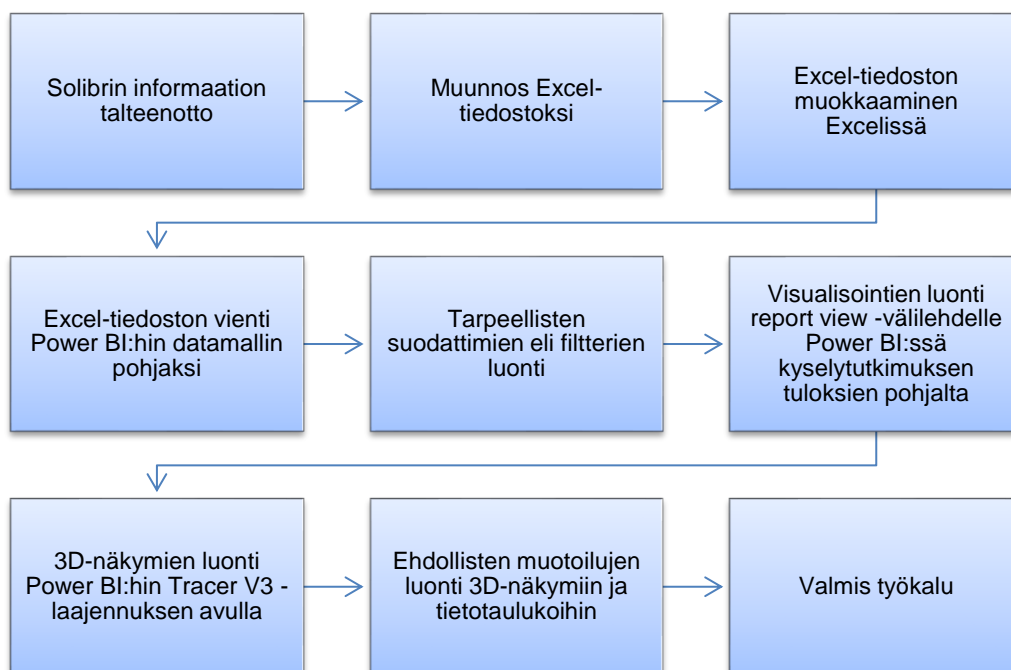 Solibrin informaation
talteenotto
Muunnos Excel-
tiedostoksi
Excel-tiedoston
muokkaaminen
Excelissä
Excel-tiedoston vienti
Power BI:hin datamallin
pohjaksi
Tarpeellisten
suodattimien eli filtterien
luonti
Visualisointien luonti
report view -välilehdelle
Power BI:ssä
kyselytutkimuksen
tuloksien pohjalta
3D-näkymien luonti
Power BI:hin Tracer V3 -
laajennuksen avulla
Ehdollisten muotoilujen
luonti 3D-näkymiin ja
tietotaulukoihin
Valmis työkalu